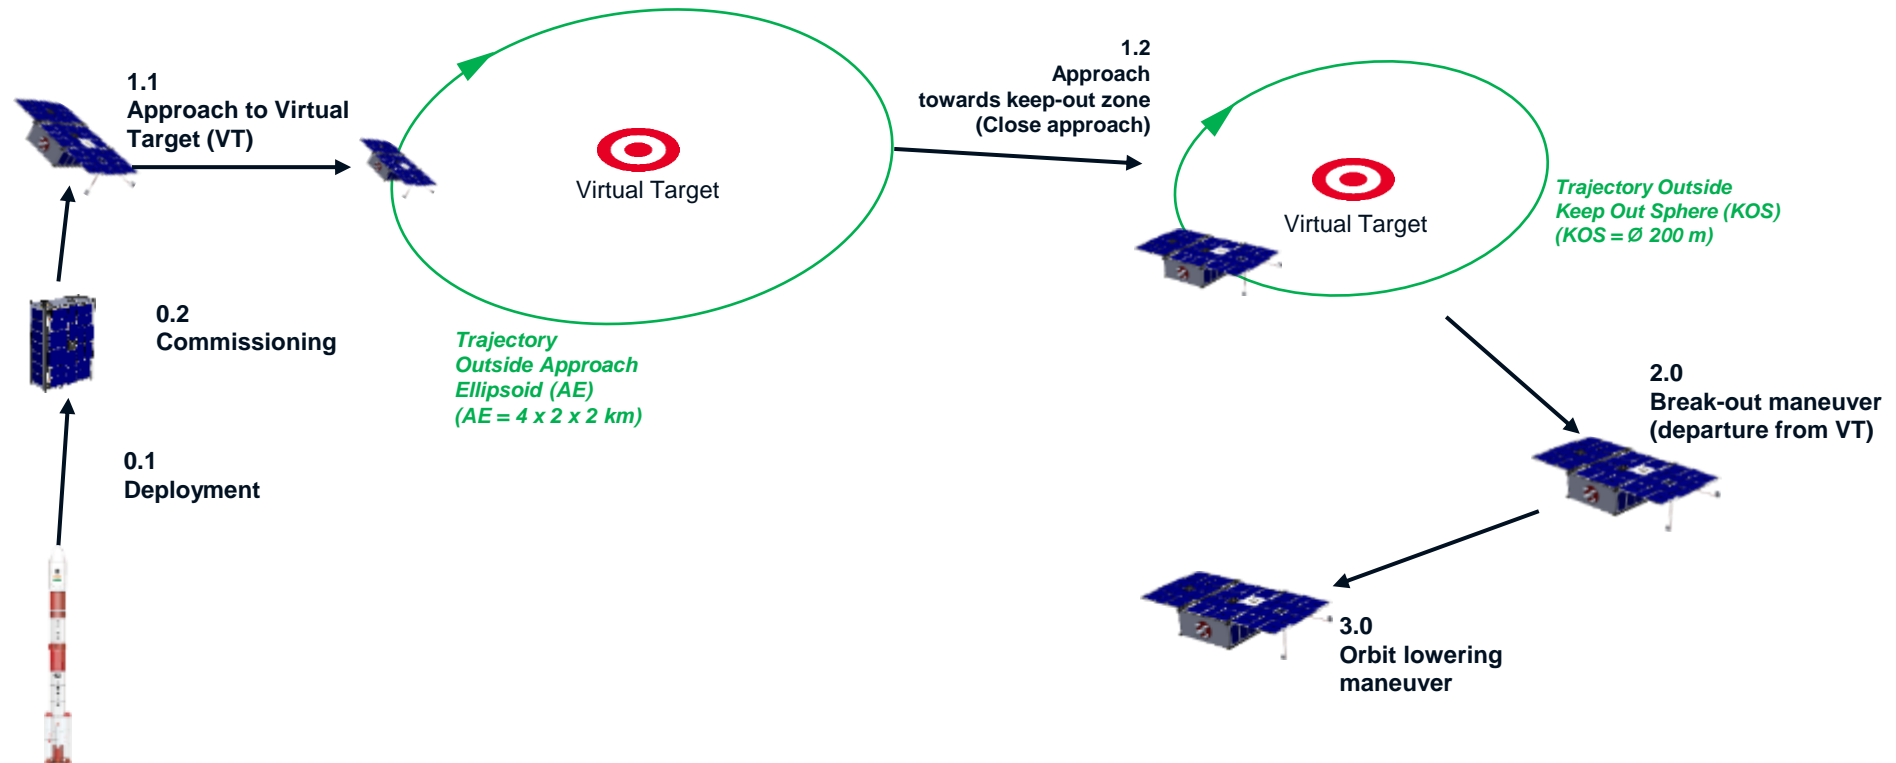 1.1
Approach to Virtual
Target (VT)
Virtual Target
Trajectory
Outside Approach
Ellipsoid (AE)
(AE = 4 x 2 x 2 km)
0.2
Commissioning
0.1
Deployment
1.2
Approach
towards keep-out zone
(Close approach)
Virtual Target
Trajectory Outside
Keep Out Sphere (KOS)
(KOS = Ø 200 m)
2.0
Break-out maneuver
(departure from VT)
3.0
Orbit lowering
maneuver